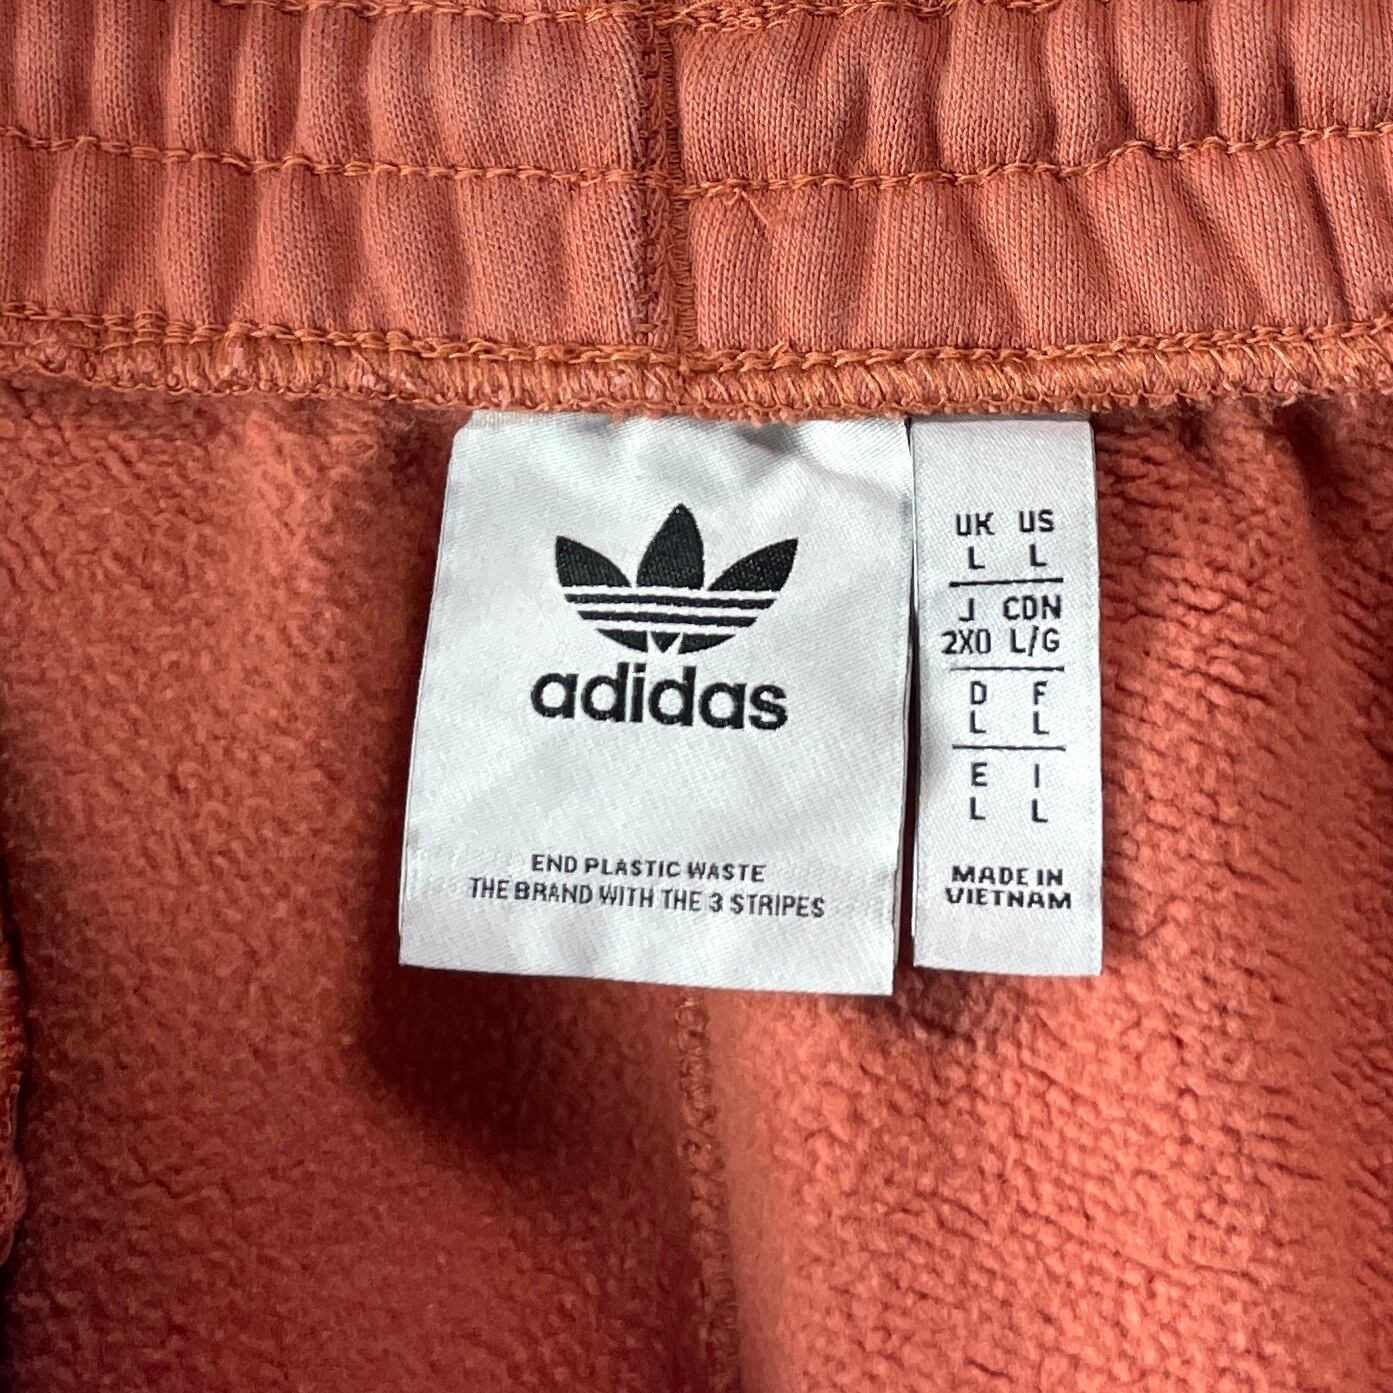 adidas
END PLASTIC WASTE
THE BRAND WITH THE 3 STRIPES
UK US
L L
J CDN
2XO L/G
D F
L L
E I
L L
MADE IN
VIETNAM